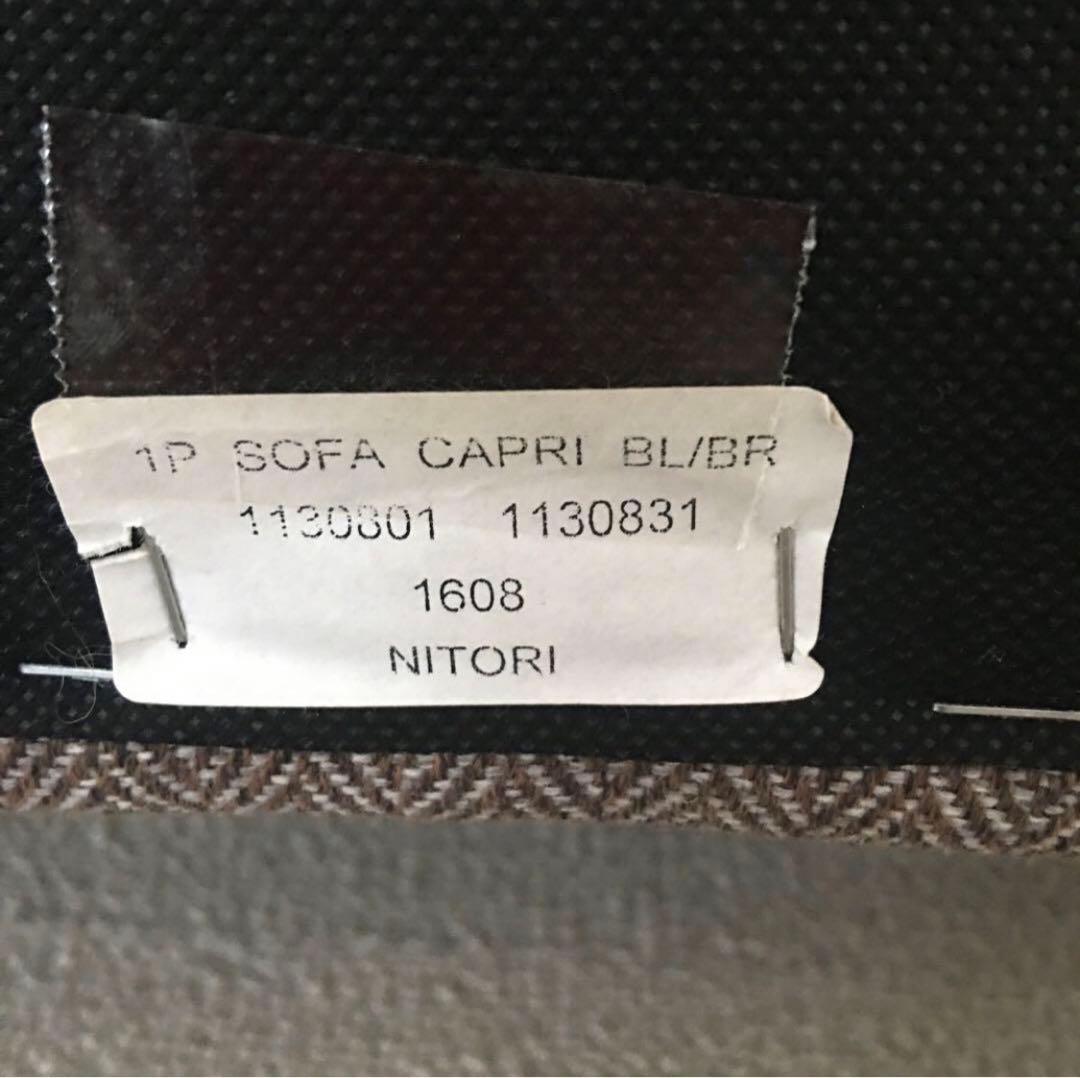 1P SOFA CAPRI BL/BR
1130801 1130831
1608
NITORI